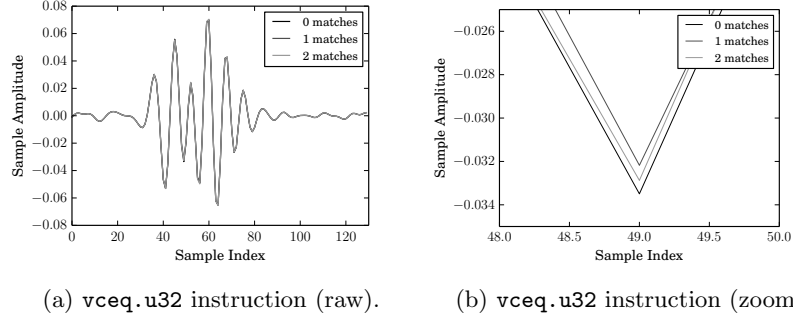 0.08
0.06
0.04
0.02
0.00
−0.02
−0.04
−0.06
−0.08
Sample Amplitude
0 matches
1 matches
2 matches
0 20 40 60 80 100 120
Sample Index
(a) vceq.u32 instruction (raw).
−0.026
−0.028
−0.030
−0.032
−0.034
Sample Amplitude
0 matches
1 matches
2 matches
48.0 48.5 49.0 49.5 50.0
Sample Index
(b) vceq.u32 instruction (zoom